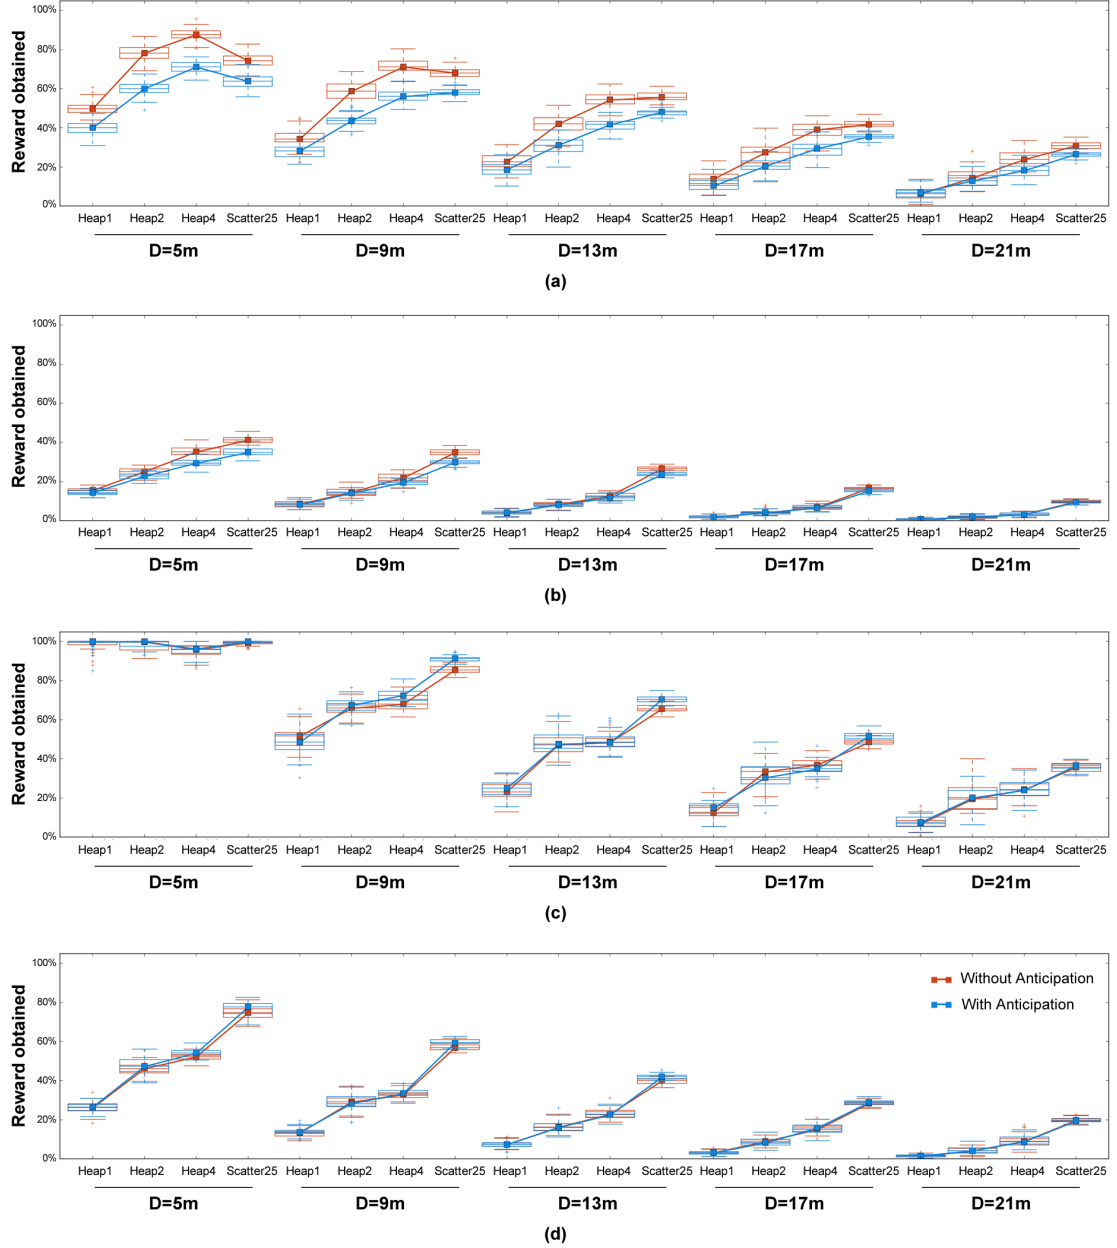 Reward obtained
100%
80%
60%
40%
20%
0%
Heap1 Heap2 Heap4 Scatter25 Heap1 Heap2 Heap4 Scatter25 Heap1 Heap2 Heap4 Scatter25 Heap1 Heap2 Heap4 Scatter25 Heap1 Heap2 Heap4 Scatter25
D=5m D=9m D=13m D=17m D=21m
(a)
Reward obtained
100%
80%
60%
40%
20%
0%
Heap1 Heap2 Heap4 Scatter25 Heap1 Heap2 Heap4 Scatter25 Heap1 Heap2 Heap4 Scatter25 Heap1 Heap2 Heap4 Scatter25 Heap1 Heap2 Heap4 Scatter25
D=5m D=9m D=13m D=17m D=21m
(b)
Reward obtained
100%
80%
60%
40%
20%
0%
Heap1 Heap2 Heap4 Scatter25 Heap1 Heap2 Heap4 Scatter25 Heap1 Heap2 Heap4 Scatter25 Heap1 Heap2 Heap4 Scatter25 Heap1 Heap2 Heap4 Scatter25
D=5m D=9m D=13m D=17m D=21m
(c)
Reward obtained
100%
80%
60%
40%
20%
0%
Without Anticipation
With Anticipation
Heap1 Heap2 Heap4 Scatter25 Heap1 Heap2 Heap4 Scatter25 Heap1 Heap2 Heap4 Scatter25 Heap1 Heap2 Heap4 Scatter25 Heap1 Heap2 Heap4 Scatter25
D=5m D=9m D=13m D=17m D=21m
(d)